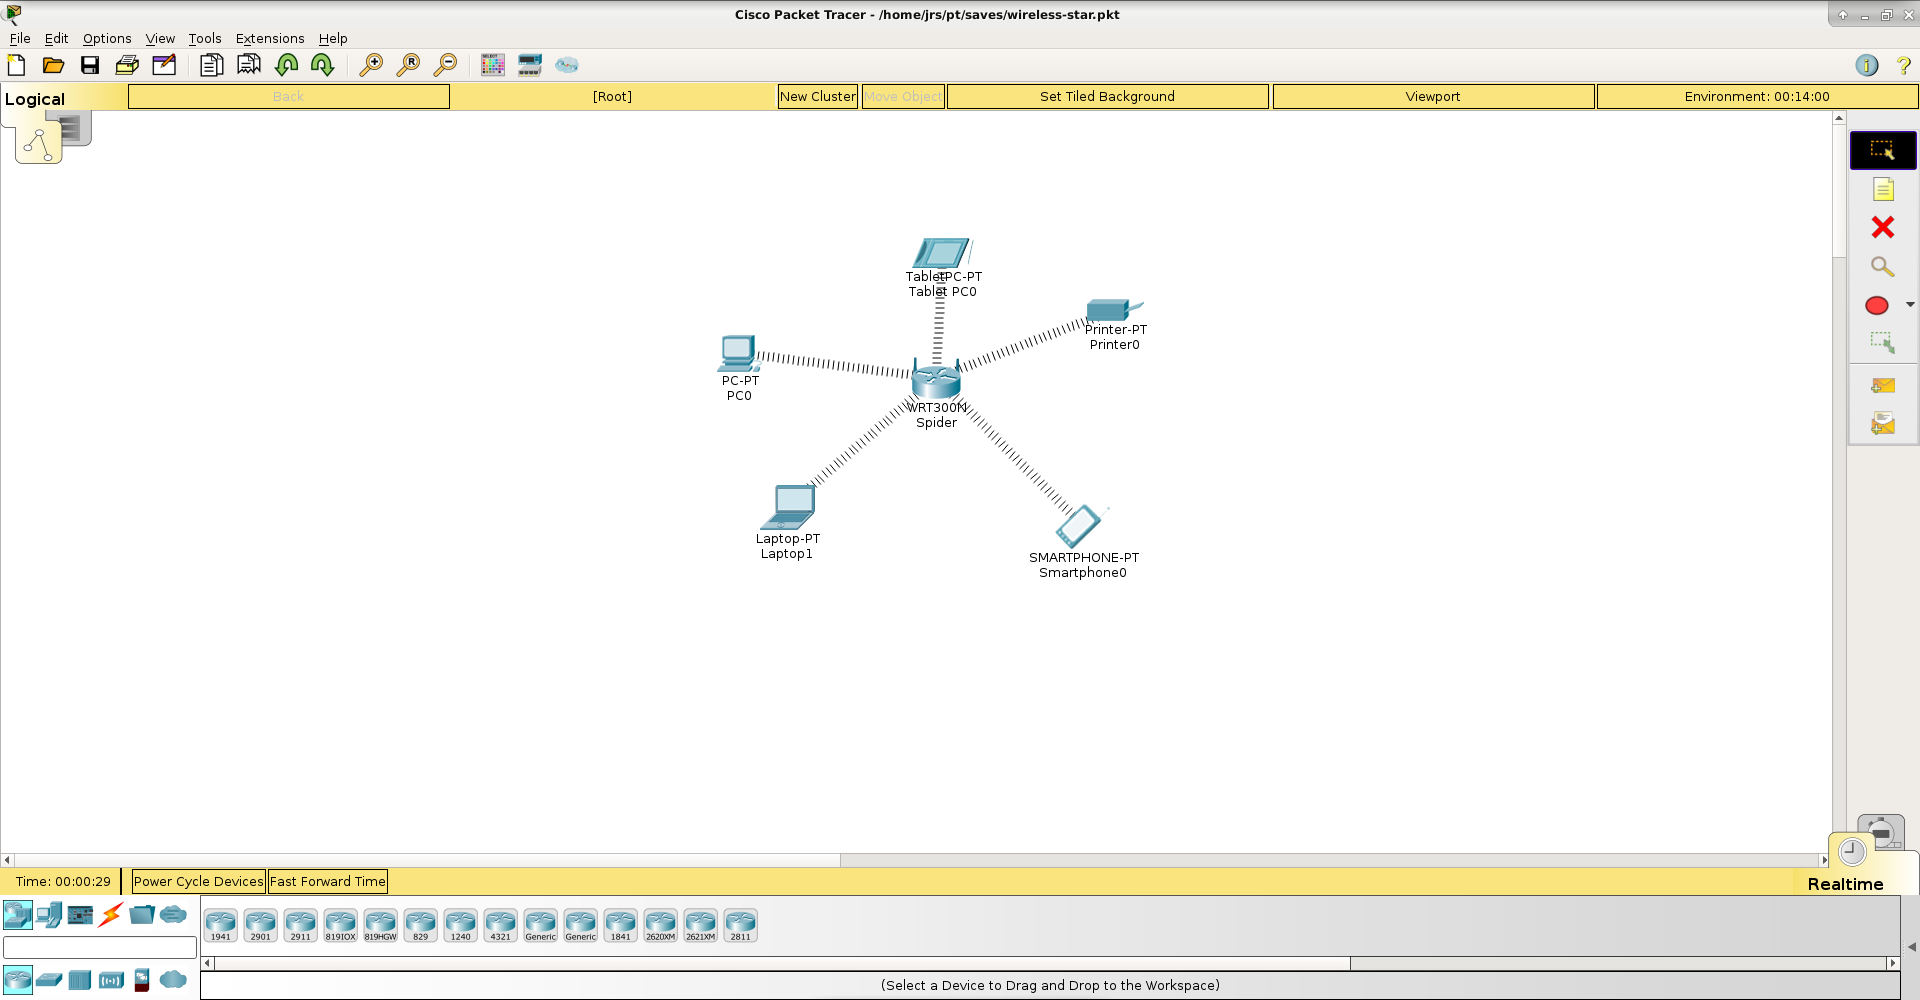 Cisco Packet Tracer - /home/jrs/pt/saves/wireless-star.pkt
File Edit Options View Tools Extensions Help
Logical Back [Root] New Cluster Move Object Set Tiled Background Viewport Environment: 00:14:00
TabletPC-PT
Tablet PC0
Printer-PT
Printer0
PC-PT
PC0
WRT300N
Spider
Laptop-PT
Laptop1
SMARTPHONE-PT
Smartphone0
Time: 00:00:29 Power Cycle Devices Fast Forward Time
Realtime
1941 2901 2911 819IOX 819HGW 829 1240 4321 Generic Generic 1841 2620XM 2621XM 2811
(Select a Device to Drag and Drop to the Workspace)